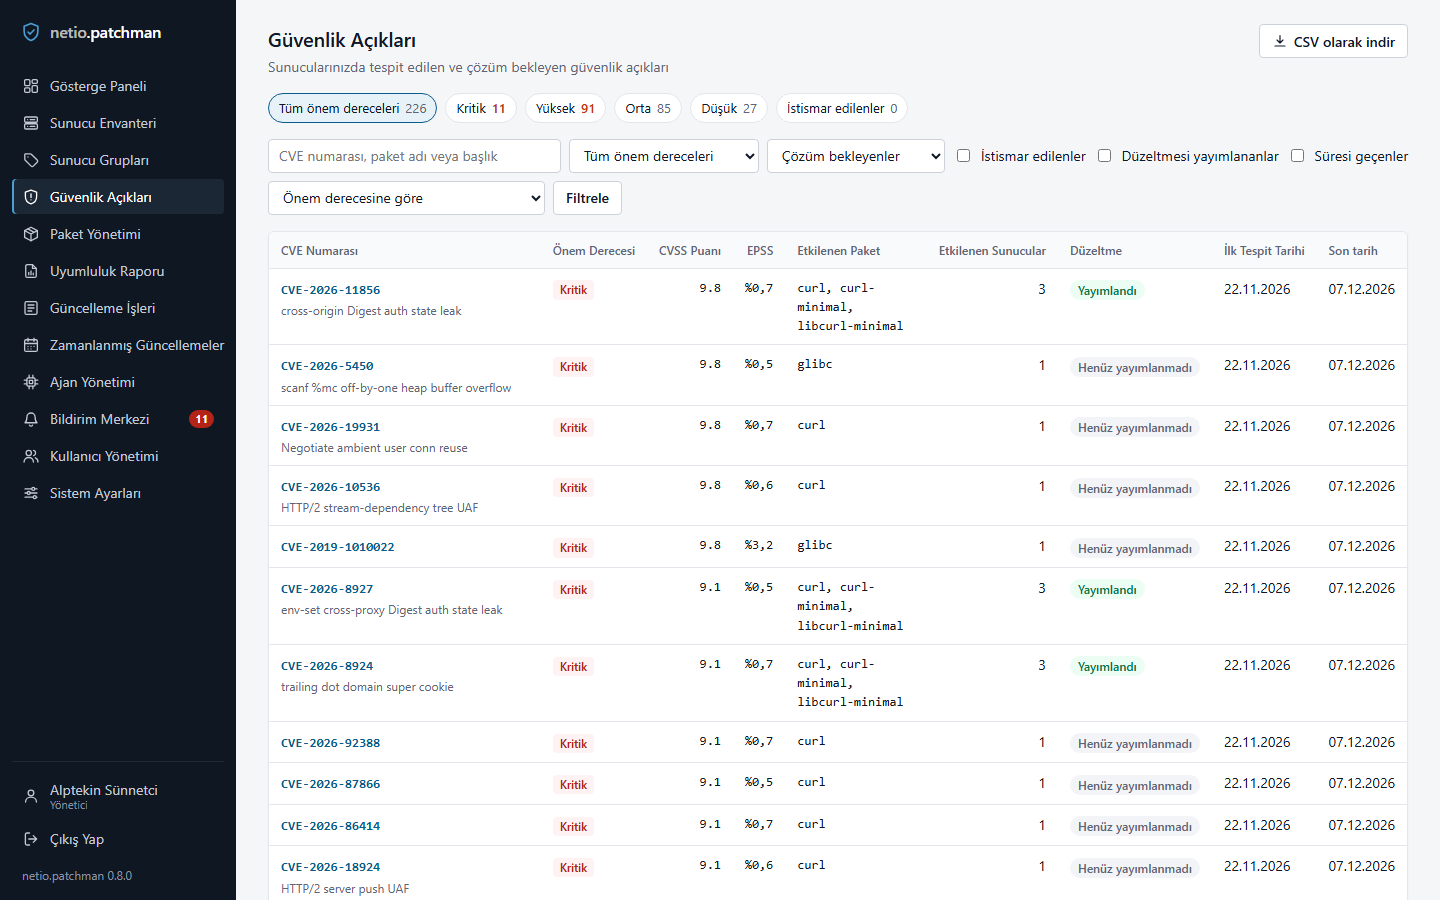 netio.patchman
Gösterge Paneli
Sunucu Envanteri
Sunucu Grupları
Güvenlik Açıkları
Paket Yönetimi
Uyumluluk Raporu
Güncelleme İşleri
Zamanlanmış Güncellemeler
Ajan Yönetimi
Bildirim Merkezi 11
Kullanıcı Yönetimi
Sistem Ayarları
Alptekin Sünnetci
Yönetici
Çıkış Yap
netio.patchman 0.8.0
Güvenlik Açıkları
Sunucularınızda tespit edilen ve çözüm bekleyen güvenlik açıkları
CSV olarak indir
Tüm önem dereceleri 226 Kritik 11 Yüksek 91 Orta 85 Düşük 27 İstismar edilenler 0
CVE numarası, paket adı veya başlık Tüm önem dereceleri Çözüm bekleyenler İstismar edilenler Düzeltmesi yayımlananlar Süresi geçenler
Önem derecesine göre Filtrele
CVE Numarası Önem Derecesi CVSS Puanı EPSS Etkilenen Paket Etkilenen Sunucular Düzeltme İlk Tespit Tarihi Son tarih
CVE-2026-11856 Kritik 9.8 %0,7 curl, curl- 3 Yayımlandı 22.11.2026 07.12.2026
cross-origin Digest auth state leak minimal,
libcurl-minimal
CVE-2026-5450 Kritik 9.8 %0,5 glibc 1 Henüz yayımlanmadı 22.11.2026 07.12.2026
scanf %mc off-by-one heap buffer overflow
CVE-2026-19931 Kritik 9.8 %0,7 curl 1 Henüz yayımlanmadı 22.11.2026 07.12.2026
Negotiate ambient user conn reuse
CVE-2026-10536 Kritik 9.8 %0,6 curl 1 Henüz yayımlanmadı 22.11.2026 07.12.2026
HTTP/2 stream-dependency tree UAF
CVE-2019-1010022 Kritik 9.8 %3,2 glibc 1 Henüz yayımlanmadı 22.11.2026 07.12.2026
CVE-2026-8927 Kritik 9.1 %0,5 curl, curl- 3 Yayımlandı 22.11.2026 07.12.2026
env-set cross-proxy Digest auth state leak minimal,
libcurl-minimal
CVE-2026-8924 Kritik 9.1 %0,7 curl, curl- 3 Yayımlandı 22.11.2026 07.12.2026
trailing dot domain super cookie minimal,
libcurl-minimal
CVE-2026-92388 Kritik 9.1 %0,7 curl 1 Henüz yayımlanmadı 22.11.2026 07.12.2026
CVE-2026-87866 Kritik 9.1 %0,5 curl 1 Henüz yayımlanmadı 22.11.2026 07.12.2026
CVE-2026-86414 Kritik 9.1 %0,7 curl 1 Henüz yayımlanmadı 22.11.2026 07.12.2026
CVE-2026-18924 Kritik 9.1 %0,6 curl 1 Henüz yayımlanmadı 22.11.2026 07.12.2026
HTTP/2 server push UAF